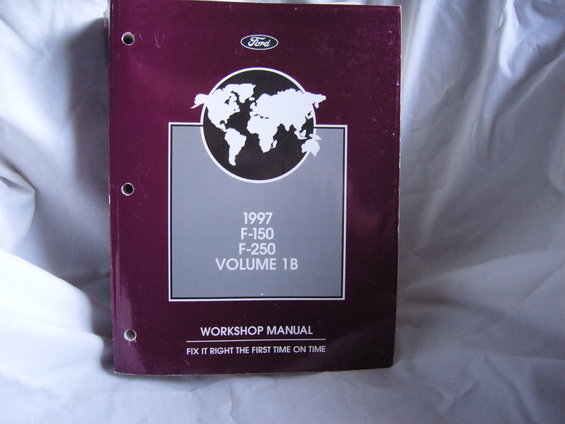 Ford
1997
F-150
F-250
VOLUME 1B
WORKSHOP MANUAL
FIX IT RIGHT THE FIRST TIME ON TIME